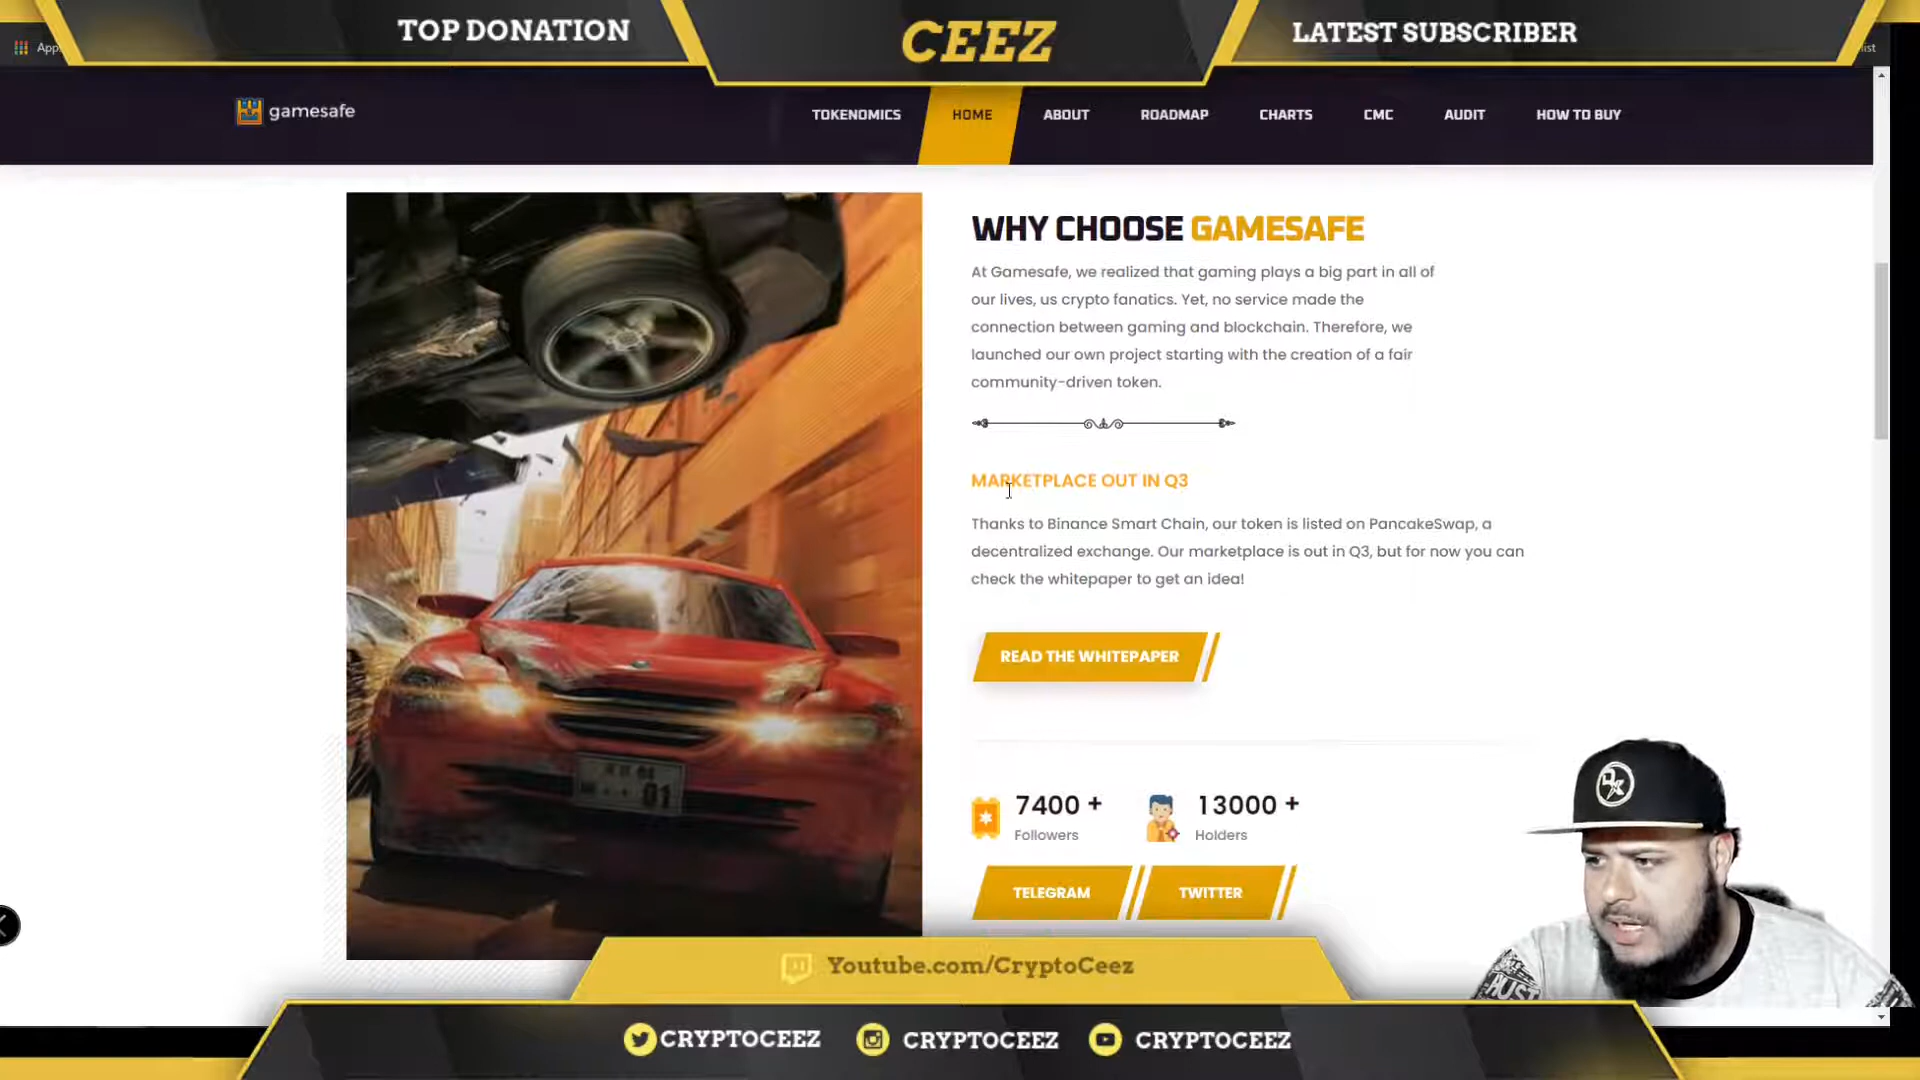 TOP DONATION
CEEZ
LATEST SUBSCRIBER
App
list
gamesafe
TOKENOMICS
HOME
ABOUT
ROADMAP
CHARTS
CMC
AUDIT
HOW TO BUY
WHY CHOOSE GAMESAFE
At Gamesafe, we realized that gaming plays a big part in all of
our lives, us crypto fanatics. Yet, no service made the
connection between gaming and blockchain. Therefore, we
launched our own project starting with the creation of a fair
community-driven token.
MARKETPLACE OUT IN Q3
Thanks to Binance Smart Chain, our token is listed on PancakeSwap, a
decentralized exchange. Our marketplace is out in Q3, but for now you can
check the whitepaper to get an idea!
READ THE WHITEPAPER
7400 +
Followers
13000 +
Holders
TELEGRAM
TWITTER
01
Youtube.com/CryptoCeez
CRYPTOCEEZ
CRYPTOCEEZ
CRYPTOCEEZ